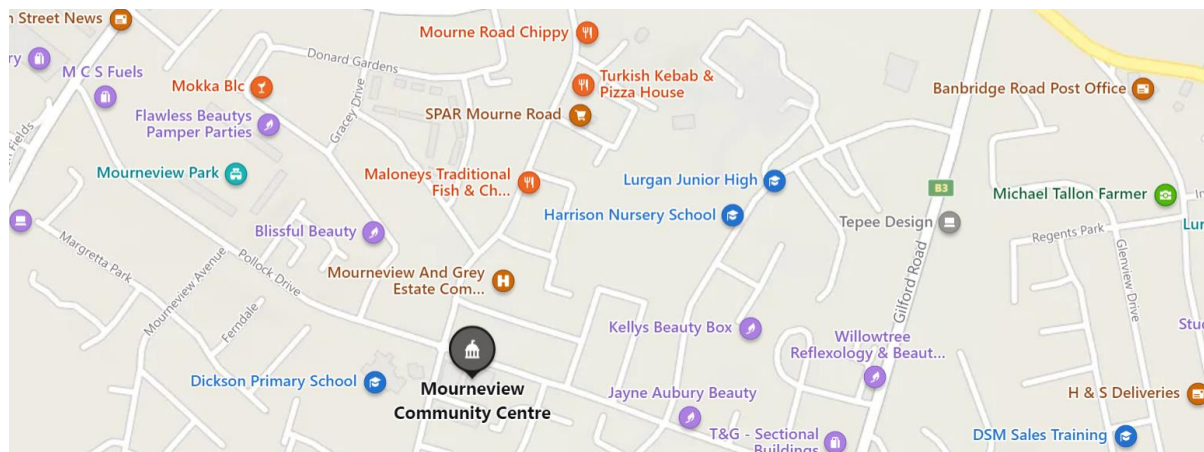 n Street News
Mourne Road Chippy
Donard Gardens
M C S Fuels
Mokka Blc
Gracey Drive
Turkish Kebab &
Pizza House
Banbridge Road Post Office
Flawless Beautys
Pamper Parties
SPAR Mourne Road
Fields
Mourneview Park
Maloneys Traditional
Fish & Ch...
Lurgan Junior High
B3
Michael Tallon Farmer
Harrison Nursery School
Tepee Design
Regents Park
Lur
Blissful Beauty
Margretta Park
Mourneview Avenue
Pollock Drive
Mourneview And Grey
Estate Com...
Gilford Road
Glenview Drive
Ferndale
Kellys Beauty Box
Willowtree
Reflexology & Beaut...
Stu
Dickson Primary School
Mourneview
Community Centre
Jayne Aubury Beauty
H & S Deliveries
T&G - Sectional
Buildings
DSM Sales Training